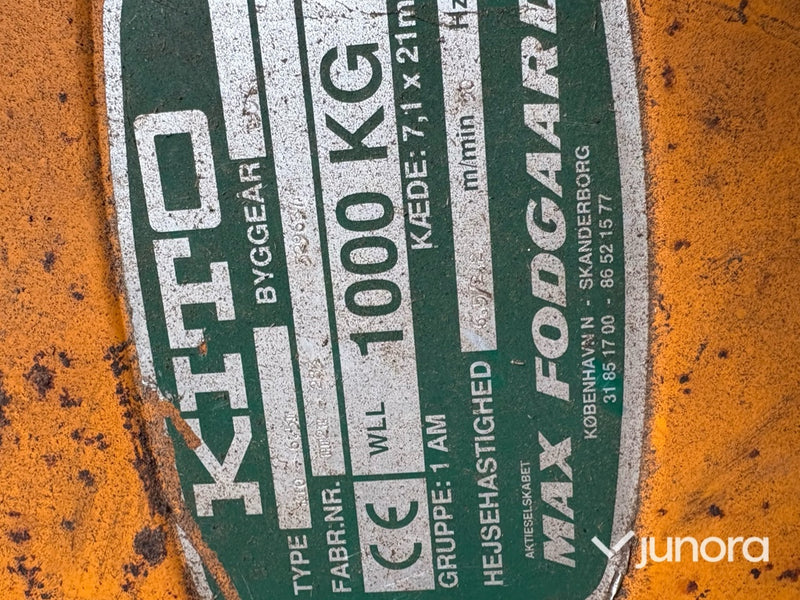 KITO
TYPE BYGGEÅR
FABR.NR.
CE WLL 1000 KG
GRUPPE: 1 AM KÆDE: 7,1 x 21m
HEJSEHASTIGHED m/min Hz
AKTIESELSKABET
MAX FODGAARD
KØBENHAVN N - SKANDERBORG
31 85 17 00 - 86 52 15 77
junora